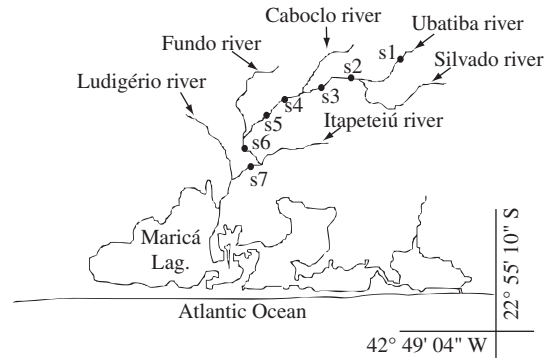 Caboclo river
Ubatiba river
Fundo river
s1
Silvado river
s2
Ludigério river
s3
s4
s5
Itapeteiú river
s6
s7
Maricá
Lag.
22° 55' 10" S
Atlantic Ocean
42° 49' 04" W